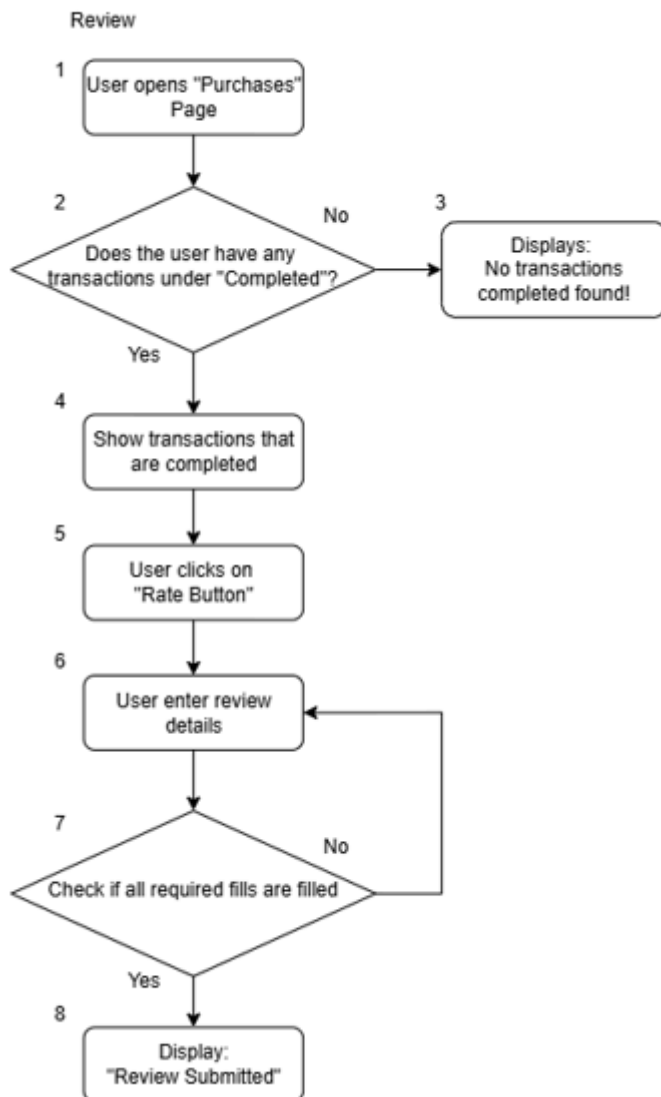 Review
1
User opens "Purchases"
Page
2
Does the user have any
transactions under "Completed"?
No
3
Displays:
No transactions
completed found!
Yes
4
Show transactions that
are completed
5
User clicks on
"Rate Button"
6
User enter review
details
7
Check if all required fills are filled
No
Yes
8
Display:
"Review Submitted"